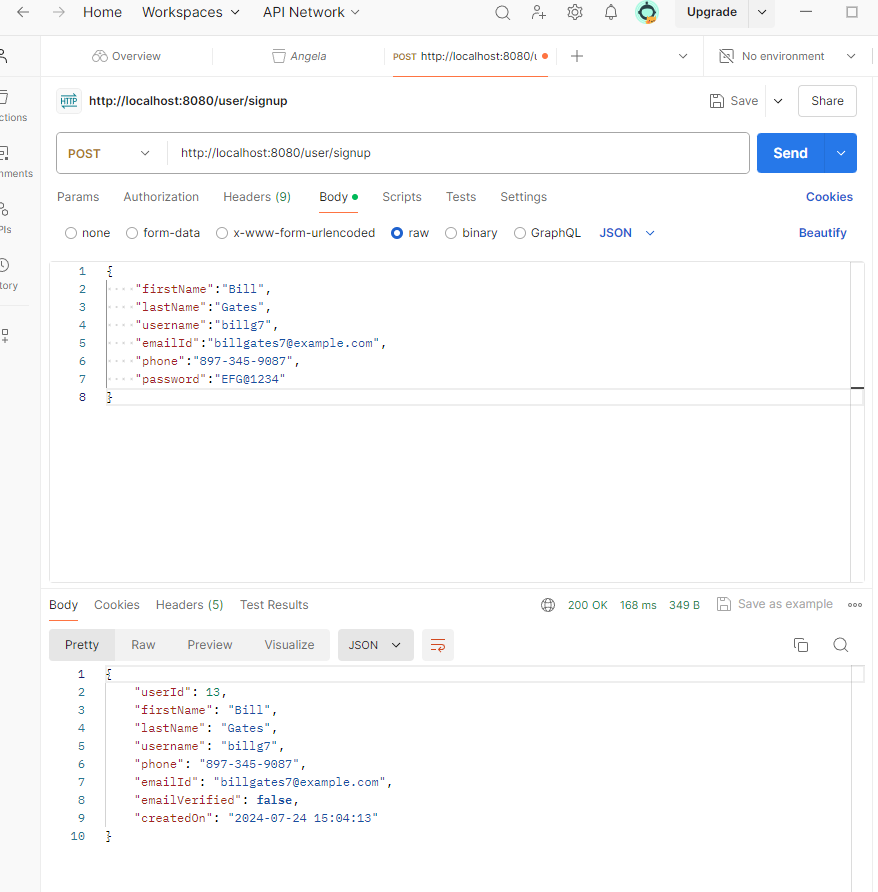 Home Workspaces API Network Upgrade
Overview Angela POST http://localhost:8080/u No environment
HTTP http://localhost:8080/user/signup Save Share
POST http://localhost:8080/user/signup Send
Params Authorization Headers (9) Body Scripts Tests Settings Cookies
none form-data x-www-form-urlencoded raw binary GraphQL JSON Beautify
1 {
2 "firstName":"Bill",
3 "lastName":"Gates",
4 "username":"billg7",
5 "emailId":"billgates7@example.com",
6 "phone":"897-345-9087",
7 "password":"EFG@1234"
8 }
Body Cookies Headers (5) Test Results 200 OK 168 ms 349 B Save as example
Pretty Raw Preview Visualize JSON
1 {
2 "userId": 13,
3 "firstName": "Bill",
4 "lastName": "Gates",
5 "username": "billg7",
6 "phone": "897-345-9087",
7 "emailId": "billgates7@example.com",
8 "emailVerified": false,
9 "createdOn": "2024-07-24 15:04:13"
10 }